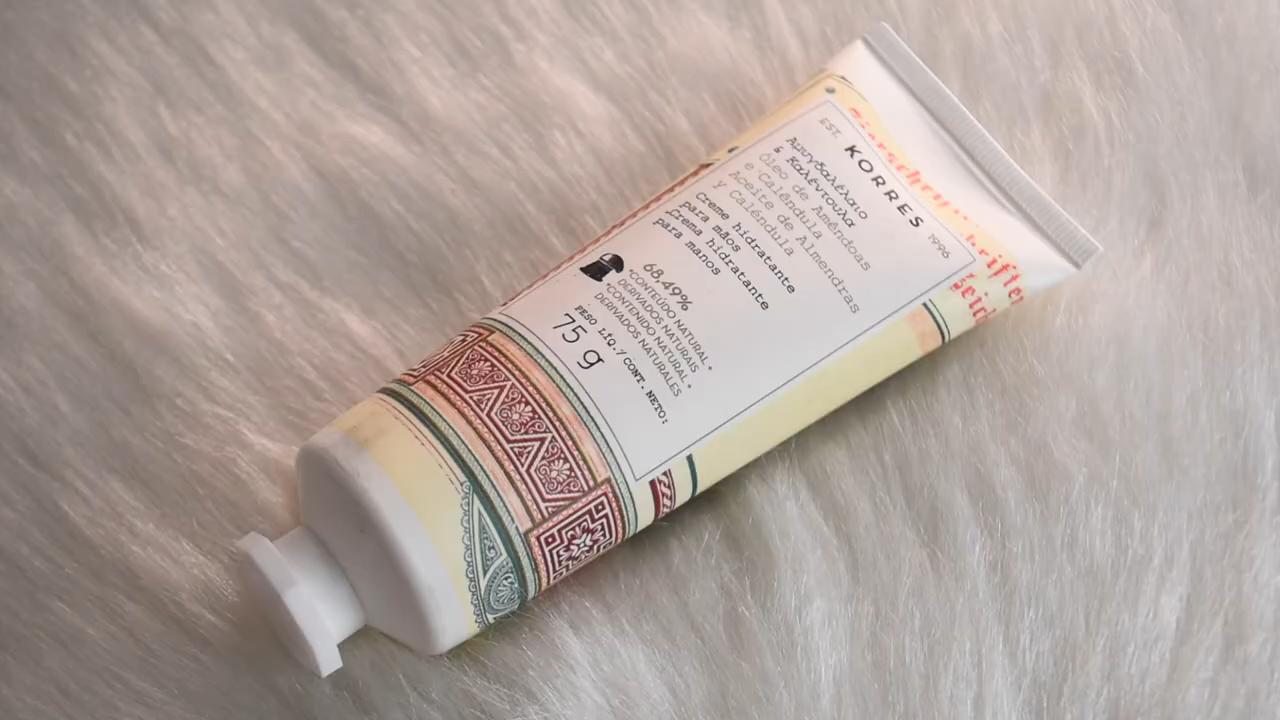 EST. KORRES 1996
Αμυγδαλέλαιο
& Καλέντουλα
Óleo de Amêndoas
e Calêndula
Aceite de Almendras
y Caléndula
Creme hidratante
para mãos
Crema hidratante
para manos
68,49%
*CONTEÚDO NATURAL*
DERIVADOS NATURAIS
*CONTENIDO NATURAL*
DERIVADOS NATURALES
PESO LÍQ./CONT.NETO:
75 g